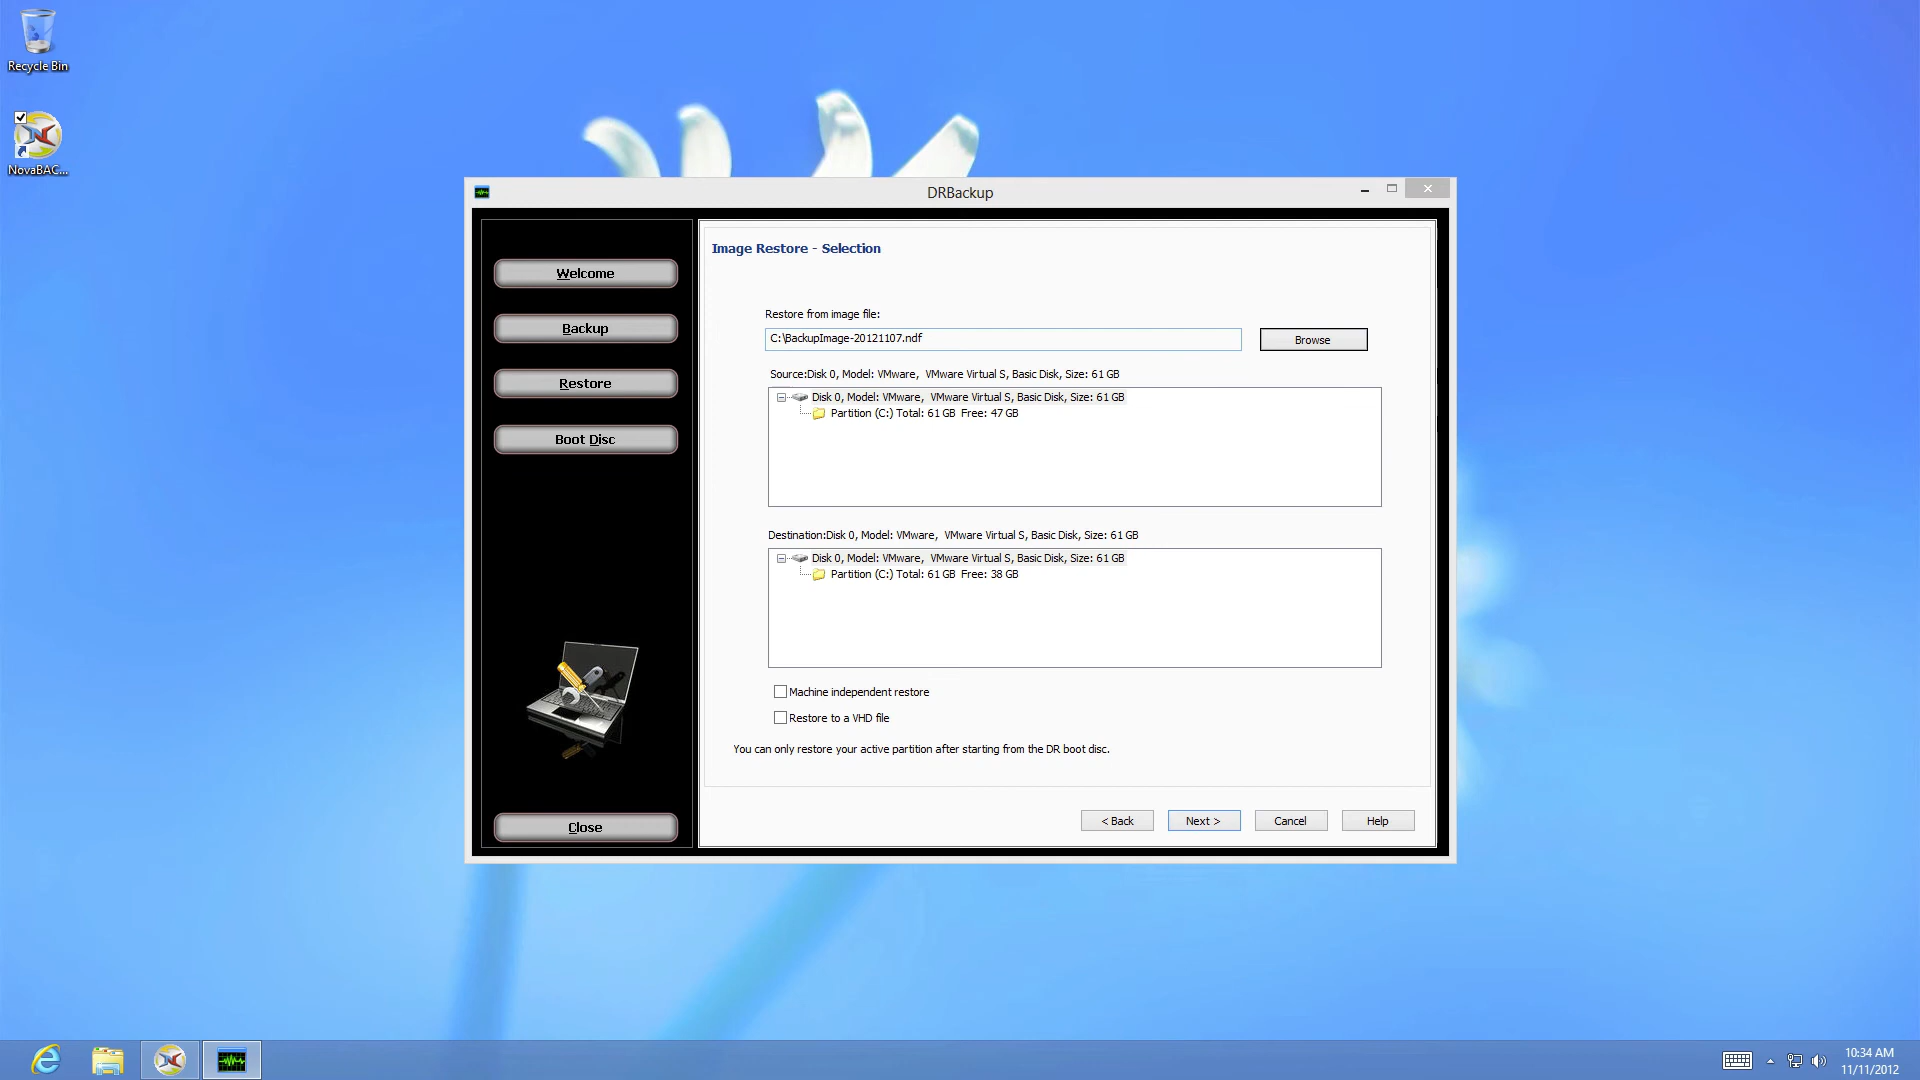 Recycle Bin
NovaBAC...
DRBackup
Welcome
Backup
Restore
Boot Disc
Close
Image Restore - Selection
Restore from image file:
C:\BackupImage-20121107.ndf
Browse
Source:Disk 0, Model: VMware,  VMware Virtual S, Basic Disk, Size: 61 GB
Disk 0, Model: VMware,  VMware Virtual S, Basic Disk, Size: 61 GB
Partition (C:) Total: 61 GB  Free: 47 GB
Destination:Disk 0, Model: VMware,  VMware Virtual S, Basic Disk, Size: 61 GB
Disk 0, Model: VMware,  VMware Virtual S, Basic Disk, Size: 61 GB
Partition (C:) Total: 61 GB  Free: 38 GB
Machine independent restore
Restore to a VHD file
You can only restore your active partition after starting from the DR boot disc.
< Back
Next >
Cancel
Help
10:34 AM
11/11/2012